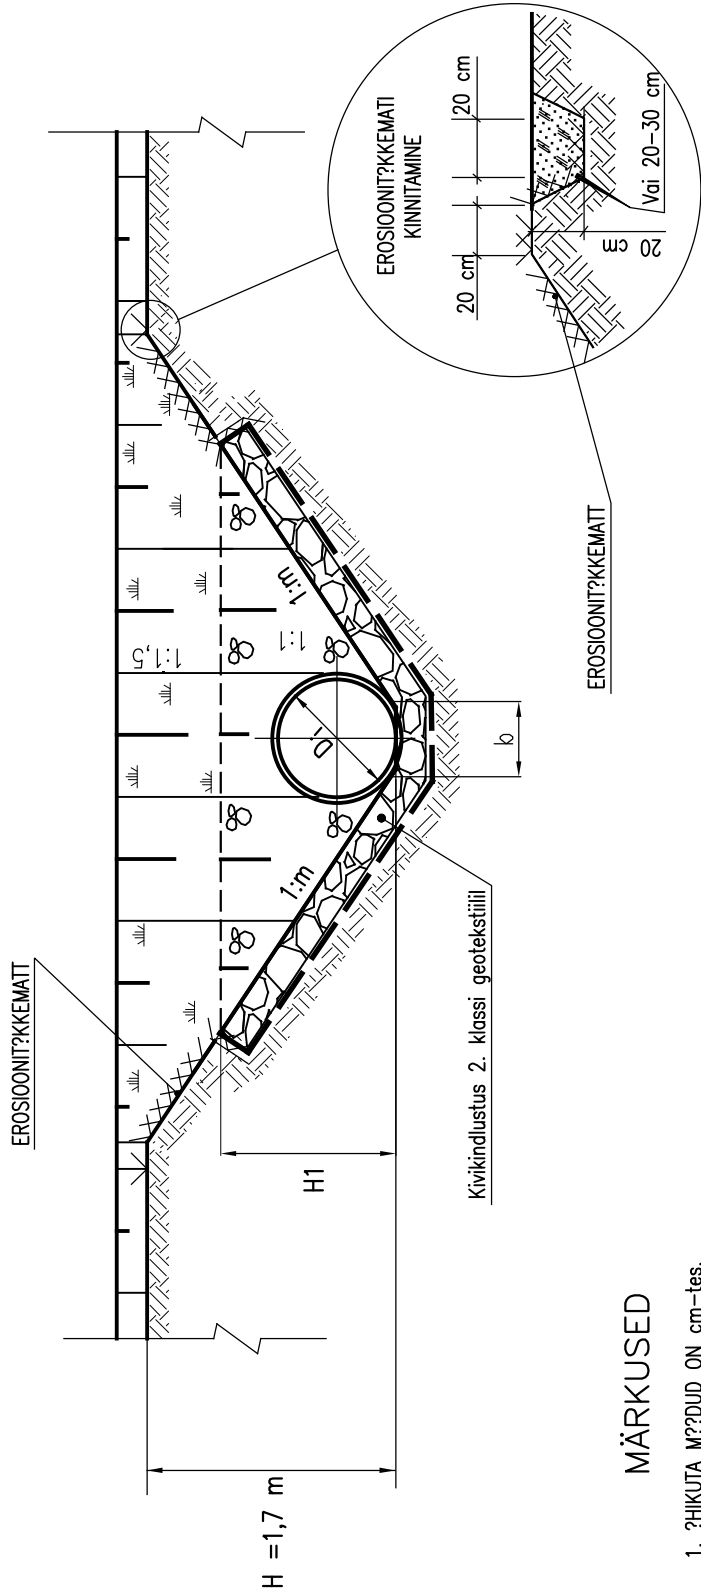 EROSIOONIT?KKEMATT
1:1,5
1:m
1:1
1:m
Di
b
H1
H =1,7 m
Kivikindlustus 2. klassi geotekstiilil
EROSIOONIT?KKEMATT
EROSIOONIT?KKEMATI
KINNITAMINE
20 cm
20 cm
20 cm
Vai 20-30 cm
MÄRKUSED
1. ?HIKUTA M??DUD ON cm-tes.